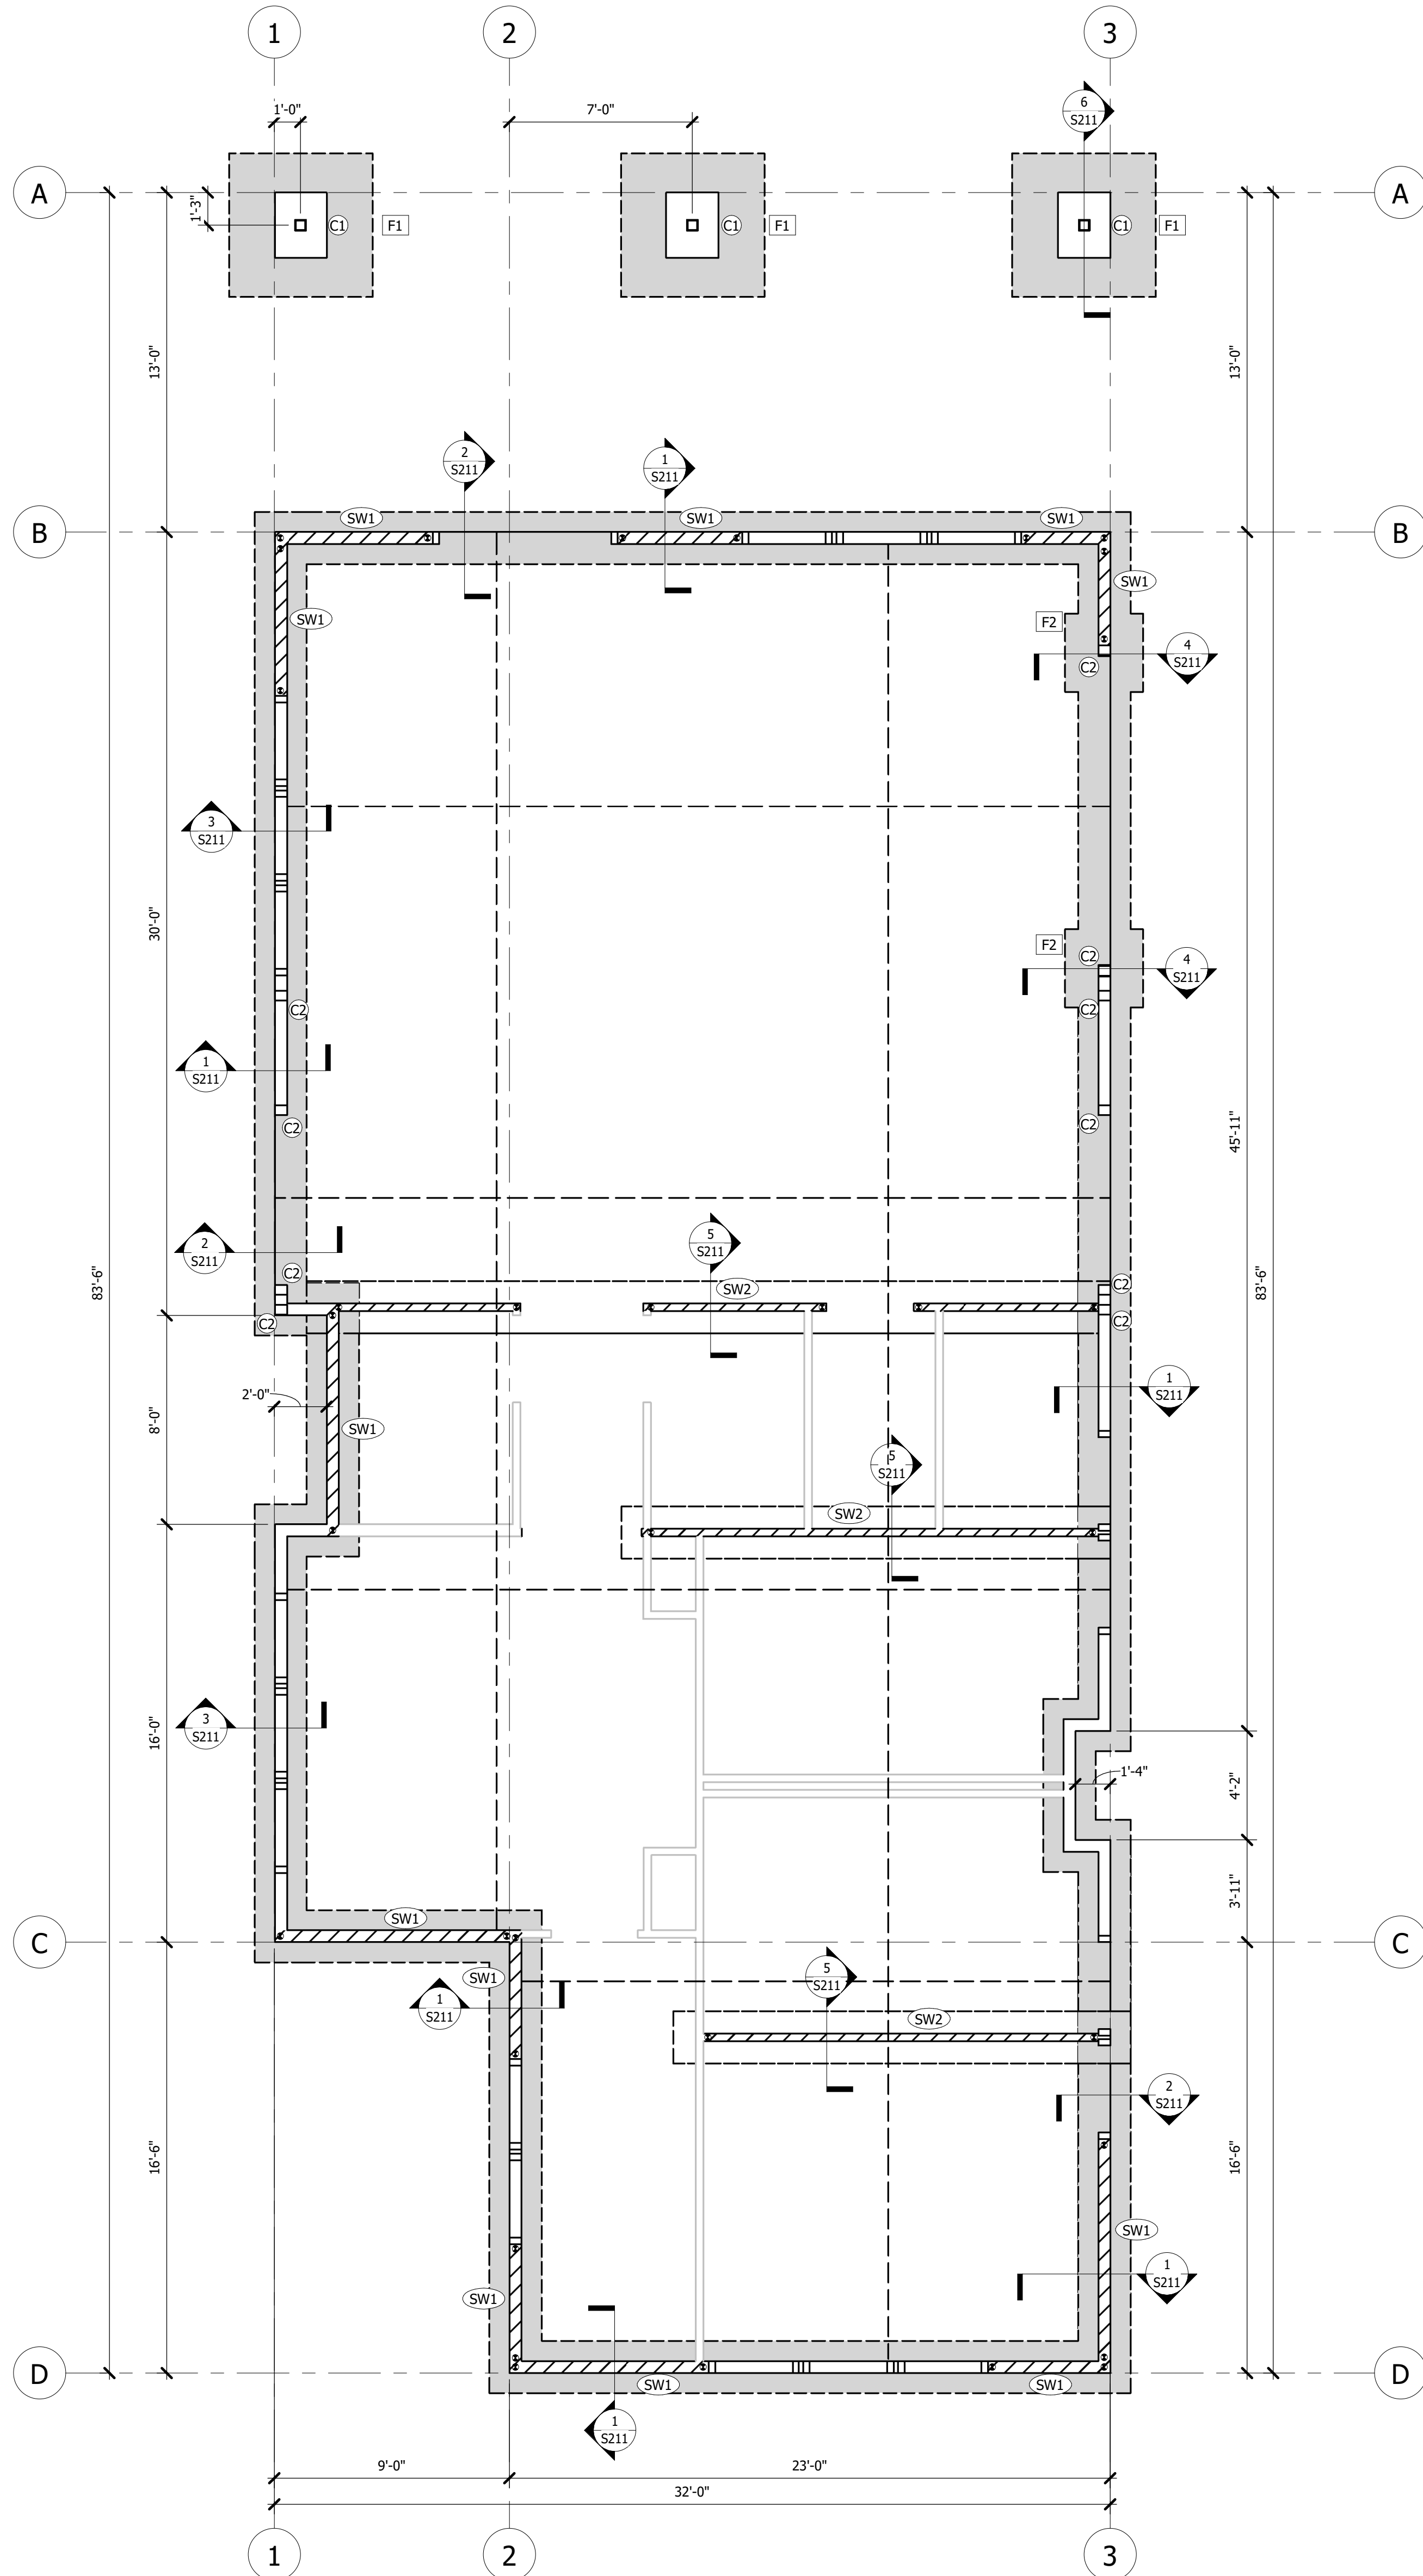 1
2
3
1'-0"
7'-0"
6
S211
A
A
1'-3"
C1
F1
C1
F1
C1
F1
13'-0"
13'-0"
2
S211
1
S211
B
SW1
SW1
SW1
B
SW1
SW1
F2
4
S211
C2
3
S211
30'-0"
F2
C2
4
S211
C2
C2
1
S211
C2
C2
45'-11"
2
S211
5
S211
C2
C2
SW2
83'-6"
83'-6"
C2
C2
2'-0"
1
S211
8'-0"
SW1
5
S211
SW2
3
S211
16'-0"
1'-4"
4'-2"
3'-11"
SW1
C
C
SW1
5
S211
1
S211
SW2
2
S211
16'-6"
16'-6"
SW1
1
S211
SW1
D
D
SW1
SW1
1
S211
9'-0"
23'-0"
32'-0"
1
2
3